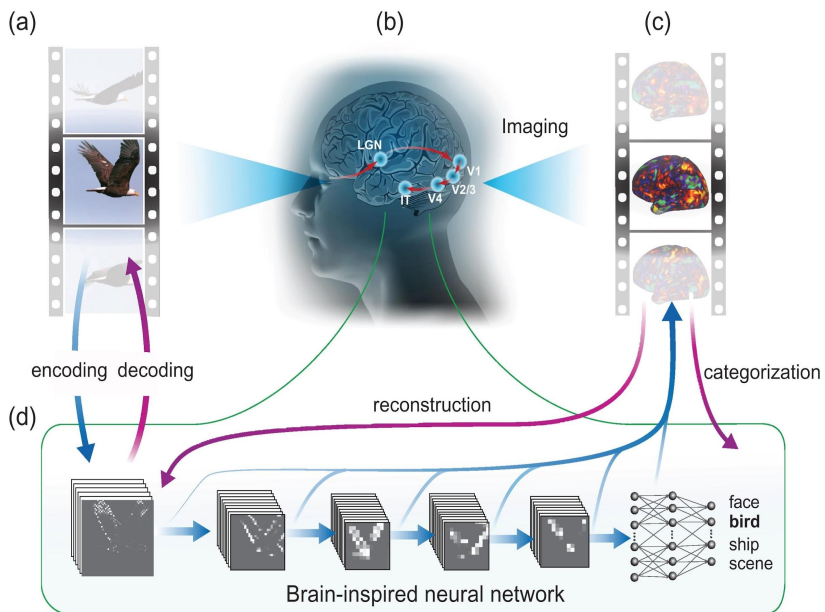 (a)
(b)
(c)
LGN
V1
V2/3
V4
IT
Imaging
encoding
decoding
reconstruction
categorization
(d)
face
bird
ship
scene
Brain-inspired neural network